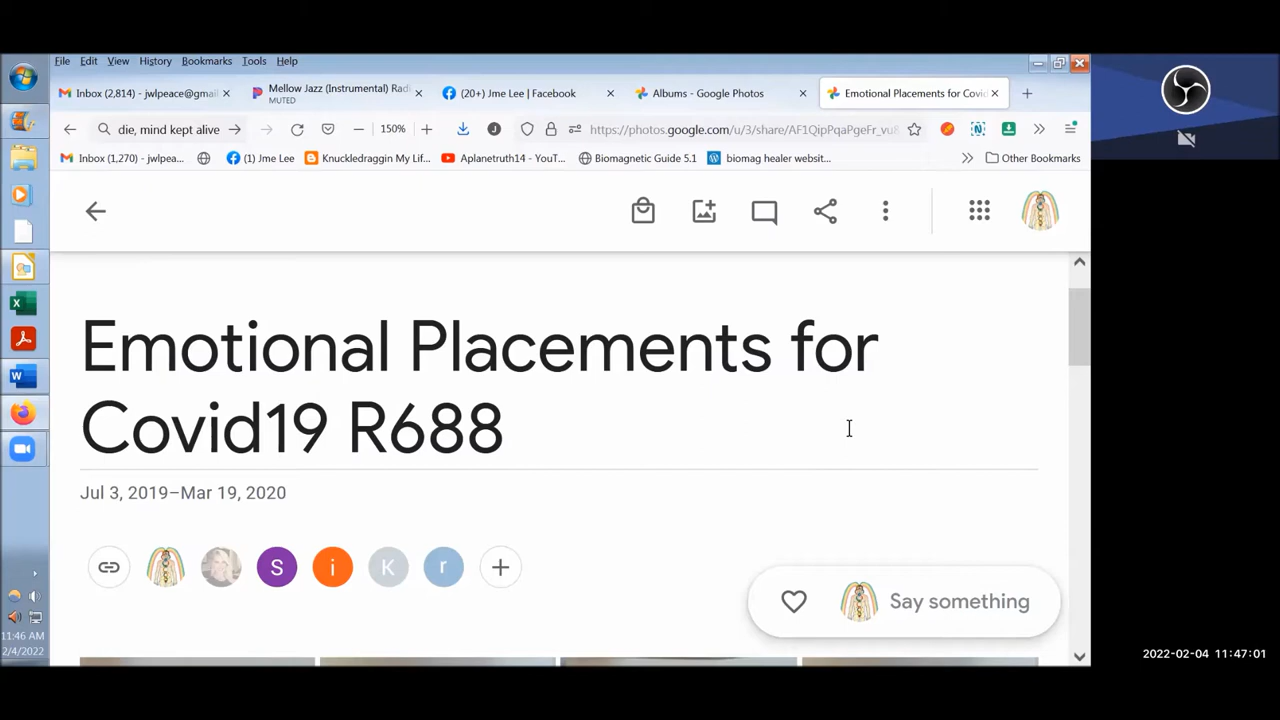 File Edit View History Bookmarks Tools Help
Inbox (2,814) – jwlpeace@gmai
Mellow Jazz (Instrumental) Radi
MUTED
(20+) Jme Lee | Facebook
Albums - Google Photos
Emotional Placements for Covid
die, mind kept alive
150%
J
https://photos.google.com/u/3/share/AF1QipPqaPgeFr_vu8
N
Inbox (1,270) - jwlpea...
(1) Jme Lee
Knuckledraggin My Lif...
Aplanetruth14 - YouT...
Biomagnetic Guide 5.1
biomag healer websit...
Other Bookmarks
Emotional Placements for
Covid19 R688
Jul 3, 2019–Mar 19, 2020
S
i
K
r
Say something
11:46 AM
2/4/2022
2022-02-04 11:47:01